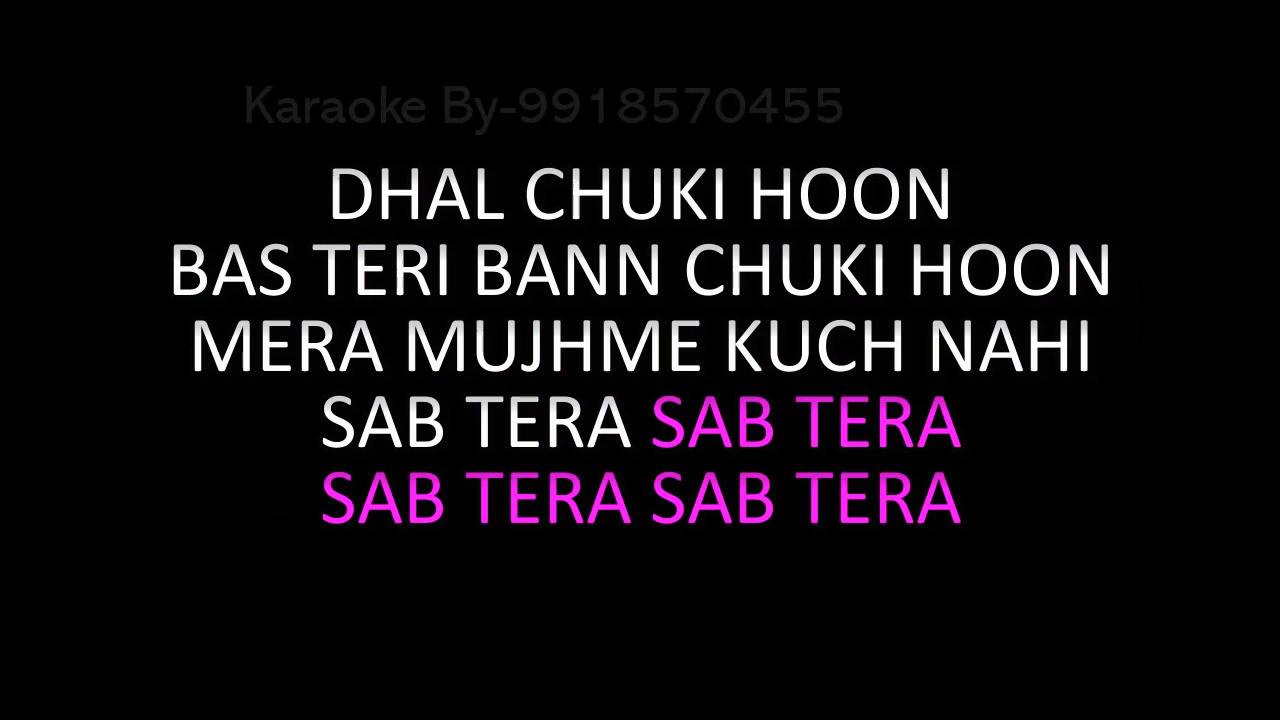 Karaoke By-9918570455
DHAL CHUKI HOON
BAS TERI BANN CHUKI HOON
MERA MUJHME KUCH NAHI
SAB TERA SAB TERA
SAB TERA SAB TERA